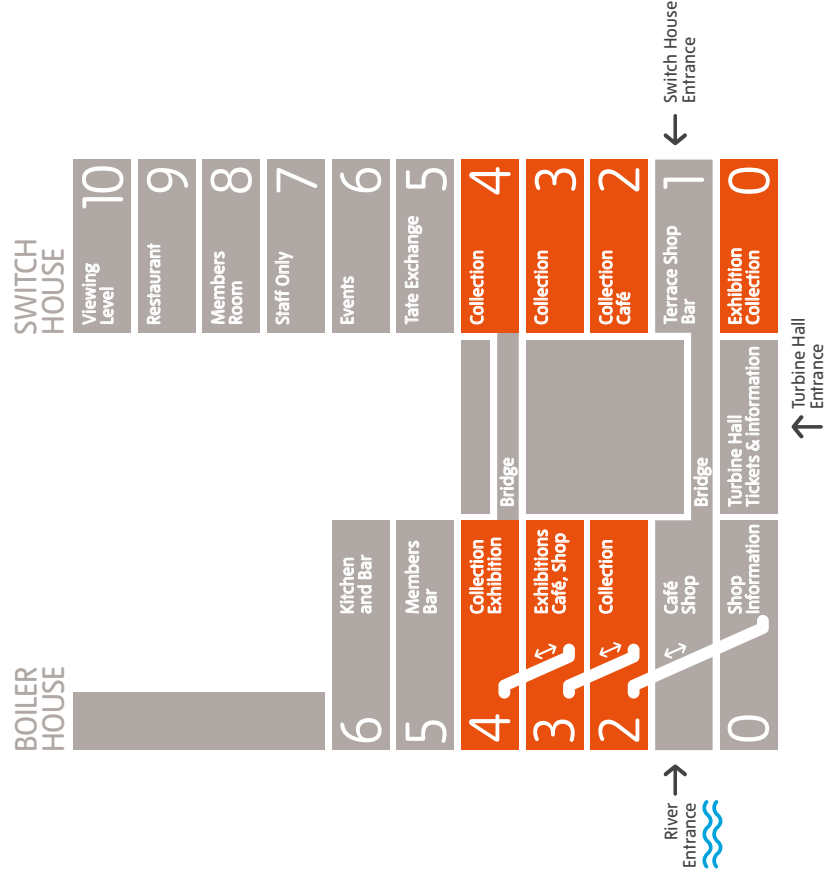 BOILER
HOUSE
SWITCH
HOUSE
Viewing
Level
10
Restaurant
9
Members
Room
8
Staff Only
7
6
Kitchen
and Bar
Events
6
5
Members
Bar
Tate Exchange
5
4
Collection
Exhibition
Bridge
Collection
4
3
Exhibitions
Café, Shop
Collection
3
2
Collection
Collection
Café
2
River
Entrance
Café
Shop
Bridge
Terrace Shop
Bar
1
Switch House
Entrance
0
Shop
Information
Turbine Hall
Tickets & information
Exhibition
Collection
0
Turbine Hall
Entrance